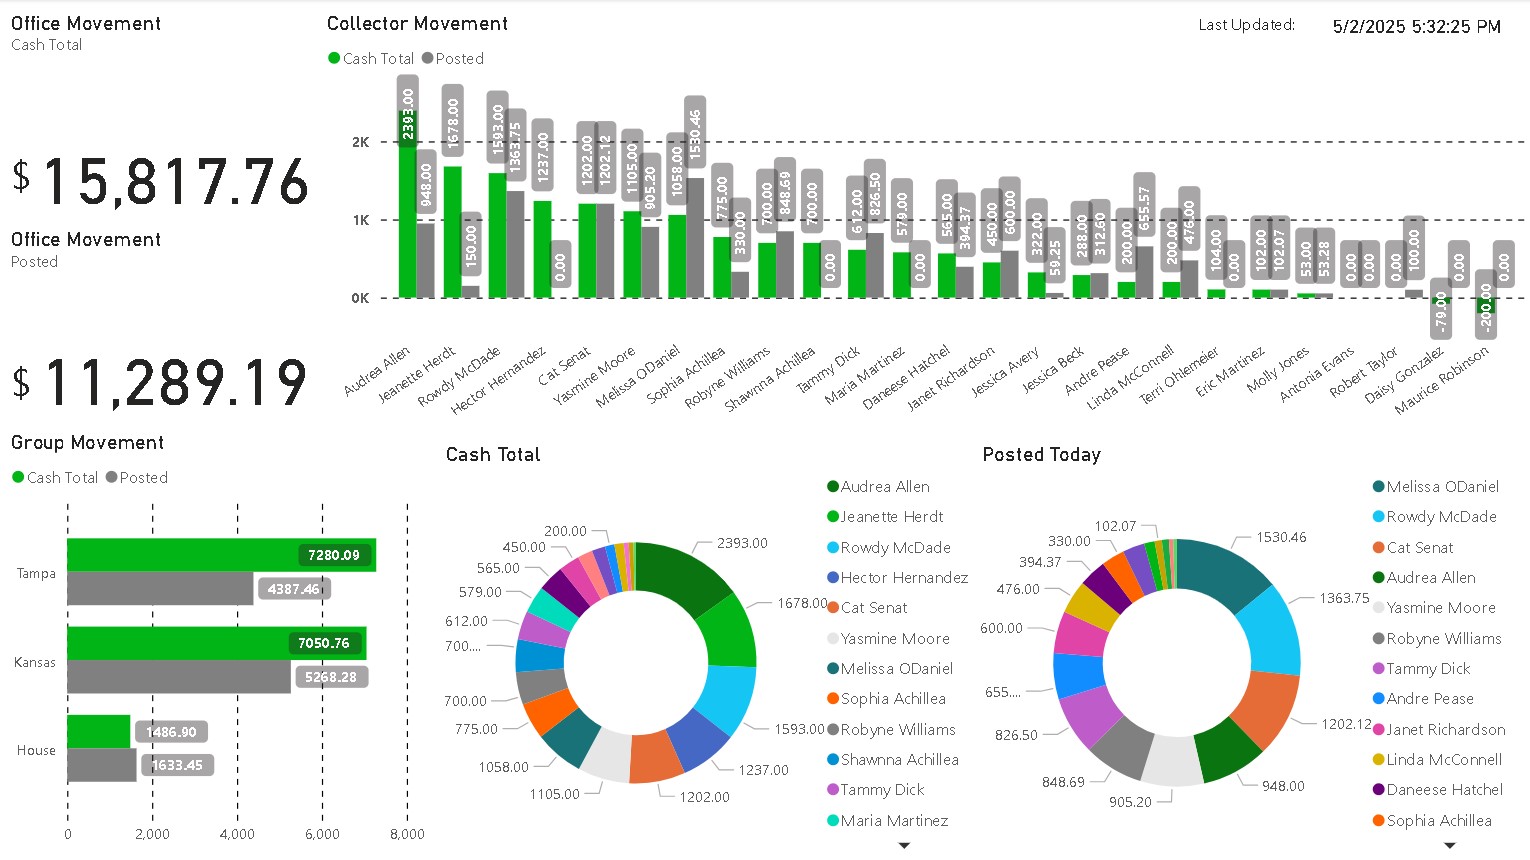 Office Movement
Cash Total
$ 15,817.76
Office Movement
Posted
$ 11,289.19
Collector Movement
Cash Total Posted
Last Updated: 5/2/2025 5:32:25 PM
2K
1K
0K
2393.00 948.00 1678.00 150.00 1593.00 1363.75 1237.00 0.00 1202.00 1202.12 1105.00 905.20 1058.00 1530.46 775.00 330.00 700.00 848.69 700.00 0.00 612.00 826.50 579.00 0.00 565.00 394.37 450.00 600.00 322.00 59.25 288.00 312.60 200.00 655.57 200.00 476.00 104.00 0.00 102.00 102.07 53.00 53.28 0.00 0.00 0.00 100.00 -79.00 0.00 -200.00 0.00
Audrea Allen
Jeanette Herdt
Rowdy McDade
Hector Hernandez
Cat Senat
Yasmine Moore
Melissa ODaniel
Sophia Achillea
Robyne Williams
Shawnna Achillea
Tammy Dick
Maria Martinez
Daneese Hatchel
Janet Richardson
Jessica Avery
Jessica Beck
Andre Pease
Linda McConnell
Terri Ohlemeier
Eric Martinez
Molly Jones
Antonia Evans
Robert Taylor
Daisy Gonzalez
Maurice Robinson
Group Movement
Cash Total Posted
Tampa
7280.09
4387.46
Kansas
7050.76
5268.28
House
1486.90
1633.45
0 2,000 4,000 6,000 8,000
Cash Total
2393.00
1678.00
1593.00
1237.00
1202.00
1105.00
1058.00
775.00
700.00
700....
612.00
579.00
565.00
450.00
200.00
Audrea Allen
Jeanette Herdt
Rowdy McDade
Hector Hernandez
Cat Senat
Yasmine Moore
Melissa ODaniel
Sophia Achillea
Robyne Williams
Shawnna Achillea
Tammy Dick
Maria Martinez
Posted Today
1530.46
1363.75
1202.12
948.00
905.20
848.69
826.50
655....
600.00
476.00
394.37
330.00
102.07
Melissa ODaniel
Rowdy McDade
Cat Senat
Audrea Allen
Yasmine Moore
Robyne Williams
Tammy Dick
Andre Pease
Janet Richardson
Linda McConnell
Daneese Hatchel
Sophia Achillea